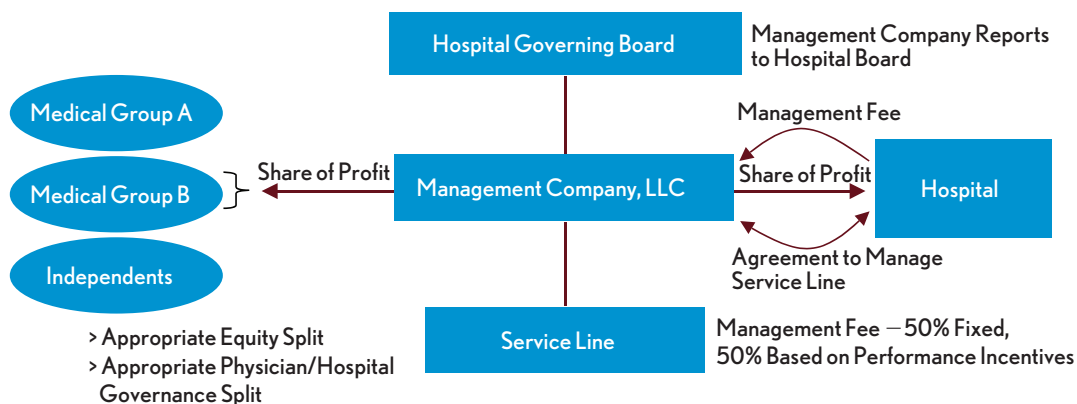 Hospital Governing Board
Management Company Reports
to Hospital Board
Medical Group A
Management Fee
Medical Group B
Share of Profit
Management Company, LLC
Share of Profit
Hospital
Independents
Agreement to Manage
Service Line
> Appropriate Equity Split
> Appropriate Physician/Hospital
Governance Split
Service Line
Management Fee – 50% Fixed,
50% Based on Performance Incentives